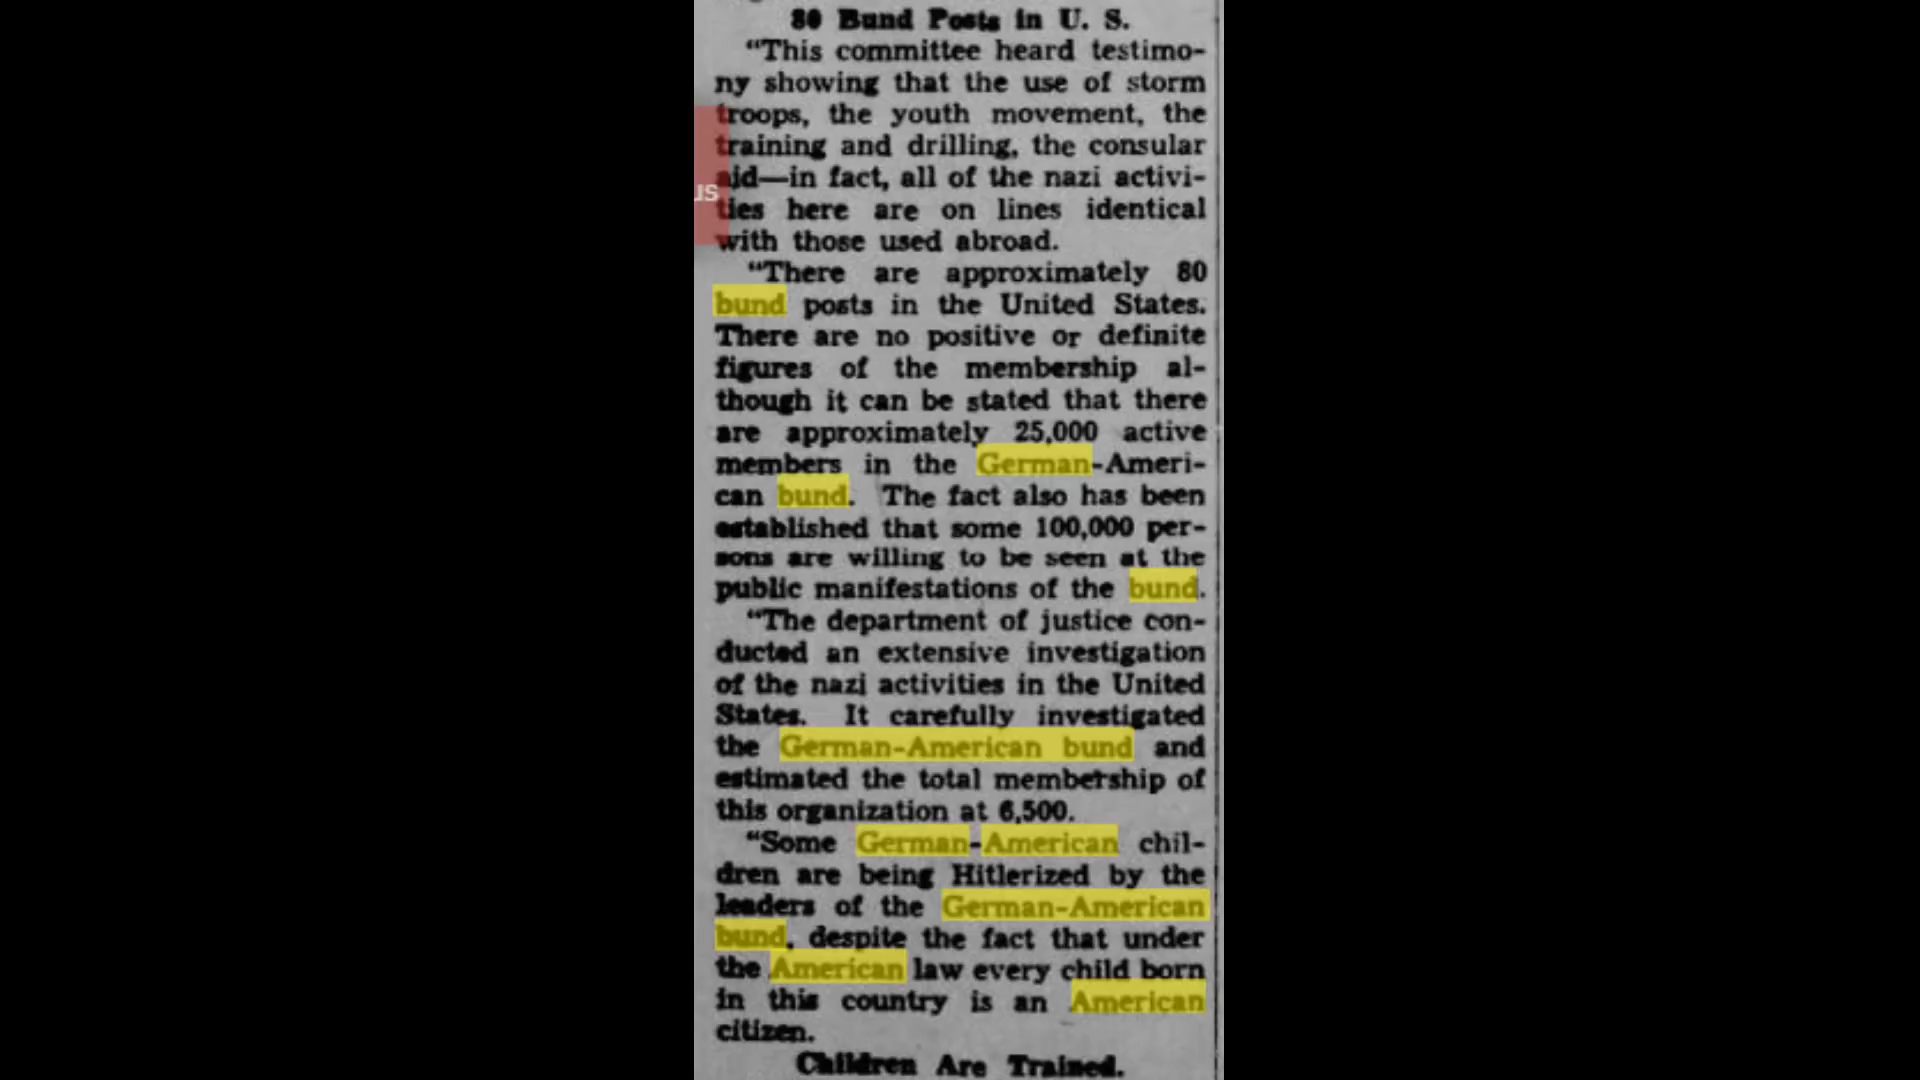 80 Bund Posts in U. S.
"This committee heard testimo-
ny showing that the use of storm
troops, the youth movement, the
training and drilling, the consular
aid—in fact, all of the nazi activi-
ties here are on lines identical
with those used abroad.
"There are approximately 80
bund posts in the United States.
There are no positive or definite
figures of the membership al-
though it can be stated that there
are approximately 25,000 active
members in the German-Ameri-
can bund. The fact also has been
established that some 100,000 per-
sons are willing to be seen at the
public manifestations of the bund.
"The department of justice con-
ducted an extensive investigation
of the nazi activities in the United
States. It carefully investigated
the German-American bund and
estimated the total membership of
this organization at 6,500.
"Some German-American chil-
dren are being Hitlerized by the
leaders of the German-American
bund, despite the fact that under
the American law every child born
in this country is an American
citizen.
Children Are Trained.